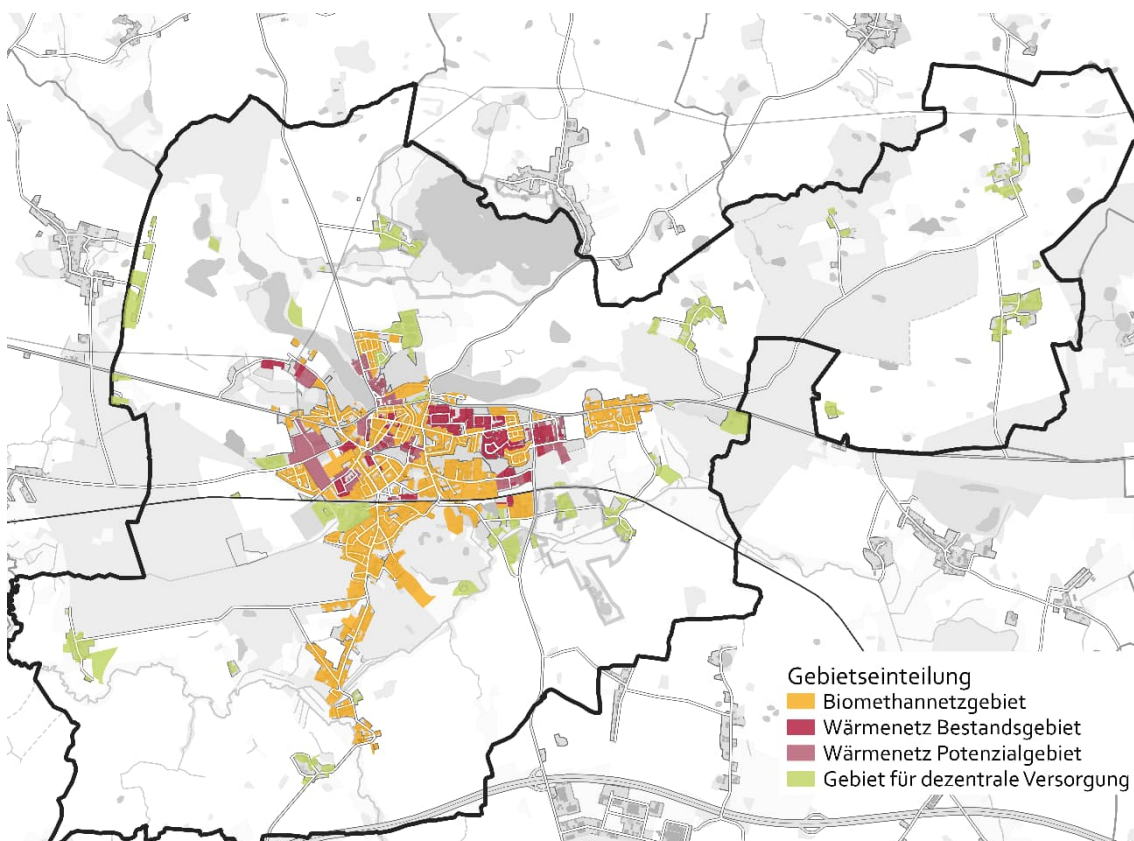 Gebietseinteilung
Biomethannetzgebiet
Wärmenetz Bestandsgebiet
Wärmenetz Potenzialgebiet
Gebiet für dezentrale Versorgung